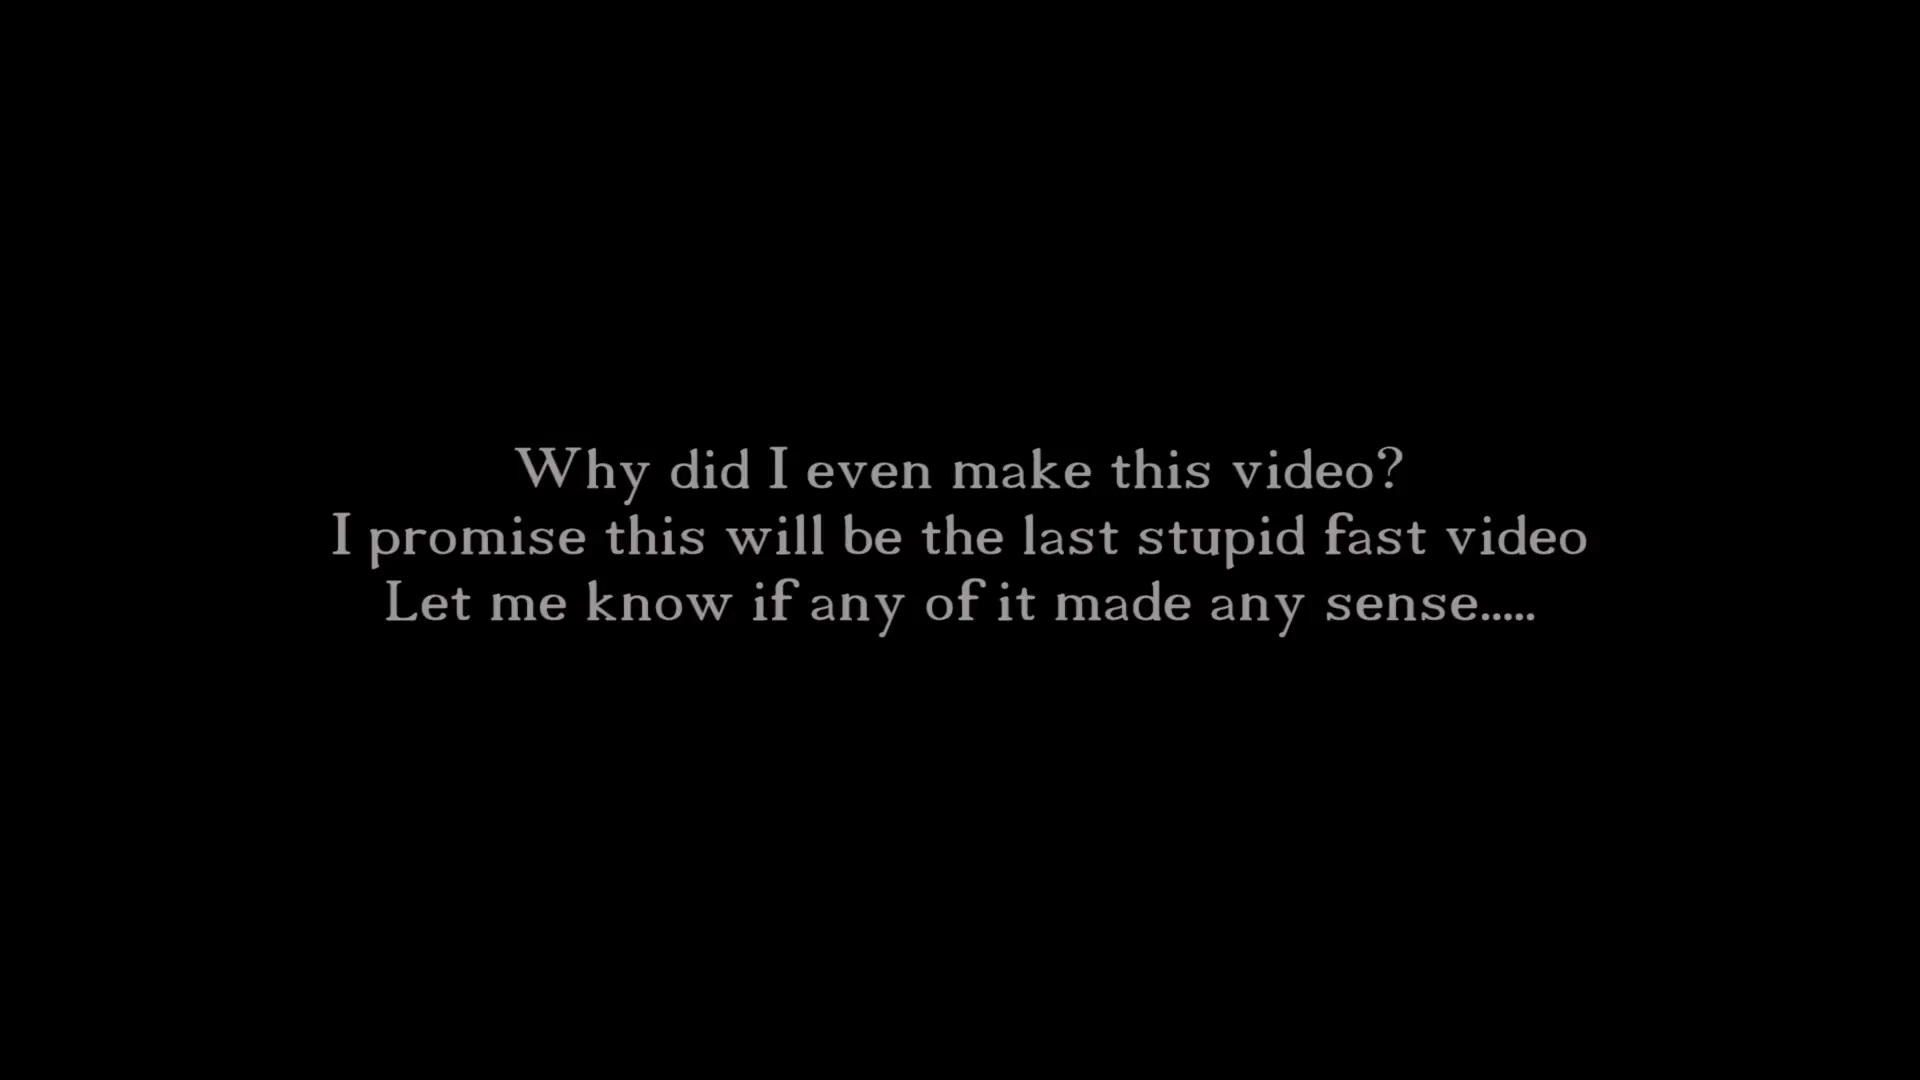 Why did I even make this video?
I promise this will be the last stupid fast video
Let me know if any of it made any sense.....